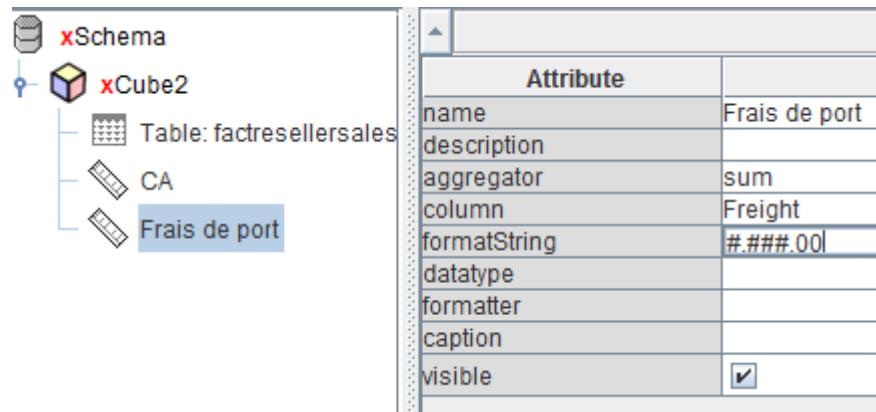 xSchema
xCube2
Table: factresellersales
CA
Frais de port
Attribute
name Frais de port
description
aggregator sum
column Freight
formatString #.###.00
datatype
formatter
caption
visible